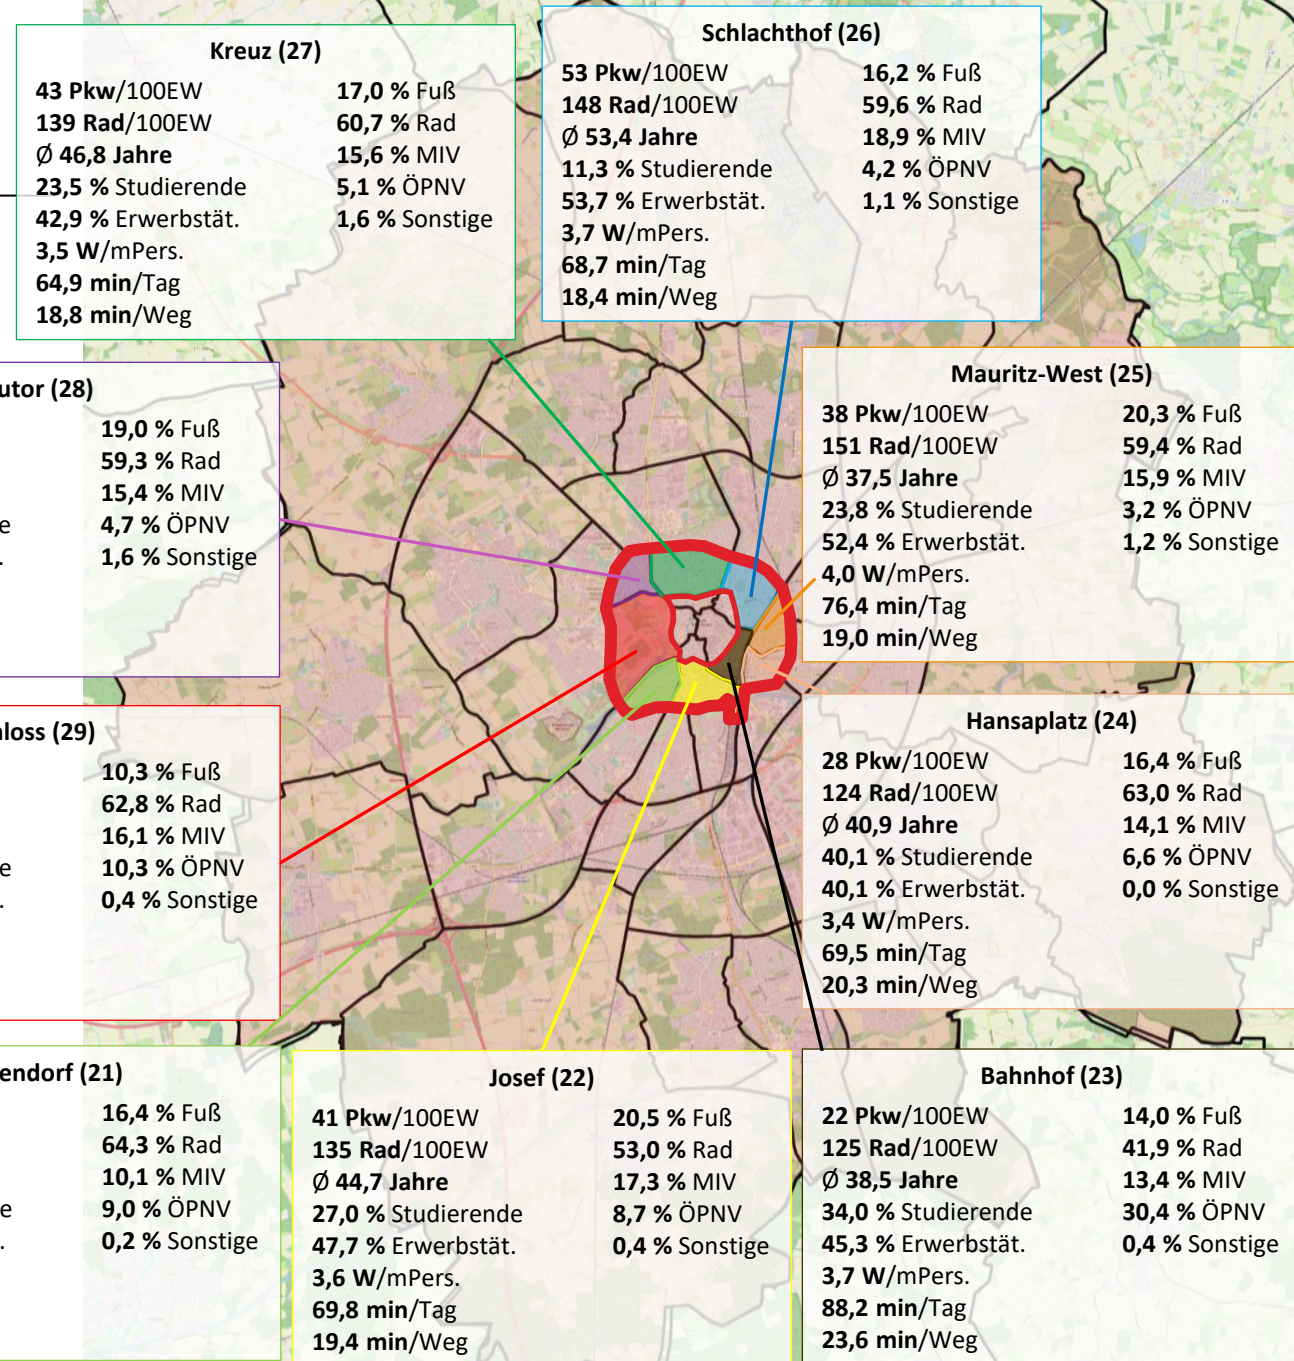 Kreuz (27)
43 Pkw/100EW
139 Rad/100EW
Ø 46,8 Jahre
23,5 % Studierende
42,9 % Erwerbstät.
3,5 W/mPers.
64,9 min/Tag
18,8 min/Weg
17,0 % Fuß
60,7 % Rad
15,6 % MIV
5,1 % ÖPNV
1,6 % Sonstige
Schlachthof (26)
53 Pkw/100EW
148 Rad/100EW
Ø 53,4 Jahre
11,3 % Studierende
53,7 % Erwerbstät.
3,7 W/mPers.
68,7 min/Tag
18,4 min/Weg
16,2 % Fuß
59,6 % Rad
18,9 % MIV
4,2 % ÖPNV
1,1 % Sonstige
utor (28)
e
.
19,0 % Fuß
59,3 % Rad
15,4 % MIV
4,7 % ÖPNV
1,6 % Sonstige
Mauritz-West (25)
38 Pkw/100EW
151 Rad/100EW
Ø 37,5 Jahre
23,8 % Studierende
52,4 % Erwerbstät.
4,0 W/mPers.
76,4 min/Tag
19,0 min/Weg
20,3 % Fuß
59,4 % Rad
15,9 % MIV
3,2 % ÖPNV
1,2 % Sonstige
loss (29)
e
.
10,3 % Fuß
62,8 % Rad
16,1 % MIV
10,3 % ÖPNV
0,4 % Sonstige
Hansaplatz (24)
28 Pkw/100EW
124 Rad/100EW
Ø 40,9 Jahre
40,1 % Studierende
40,1 % Erwerbstät.
3,4 W/mPers.
69,5 min/Tag
20,3 min/Weg
16,4 % Fuß
63,0 % Rad
14,1 % MIV
6,6 % ÖPNV
0,0 % Sonstige
endorf (21)
e
.
16,4 % Fuß
64,3 % Rad
10,1 % MIV
9,0 % ÖPNV
0,2 % Sonstige
Josef (22)
41 Pkw/100EW
135 Rad/100EW
Ø 44,7 Jahre
27,0 % Studierende
47,7 % Erwerbstät.
3,6 W/mPers.
69,8 min/Tag
19,4 min/Weg
20,5 % Fuß
53,0 % Rad
17,3 % MIV
8,7 % ÖPNV
0,4 % Sonstige
Bahnhof (23)
22 Pkw/100EW
125 Rad/100EW
Ø 38,5 Jahre
34,0 % Studierende
45,3 % Erwerbstät.
3,7 W/mPers.
88,2 min/Tag
23,6 min/Weg
14,0 % Fuß
41,9 % Rad
13,4 % MIV
30,4 % ÖPNV
0,4 % Sonstige